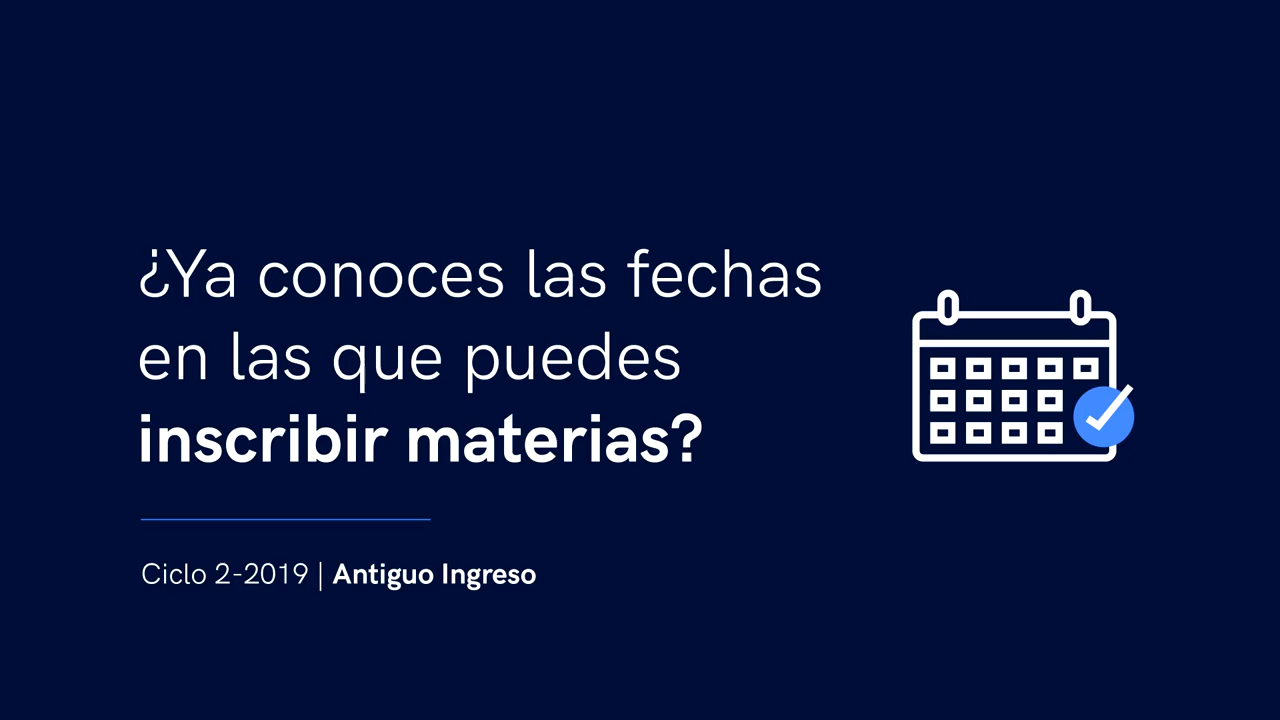 ¿Ya conoces las fechas
en las que puedes
inscribir materias?
Ciclo 2-2019 | Antiguo Ingreso